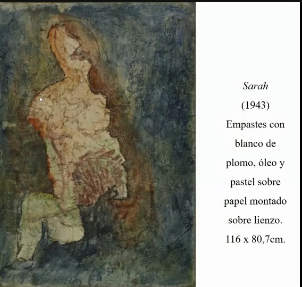 Sarah
(1943)
Empastes con
blanco de
plomo, óleo y
pastel sobre
papel montado
sobre lienzo.
116 x 80,7cm.